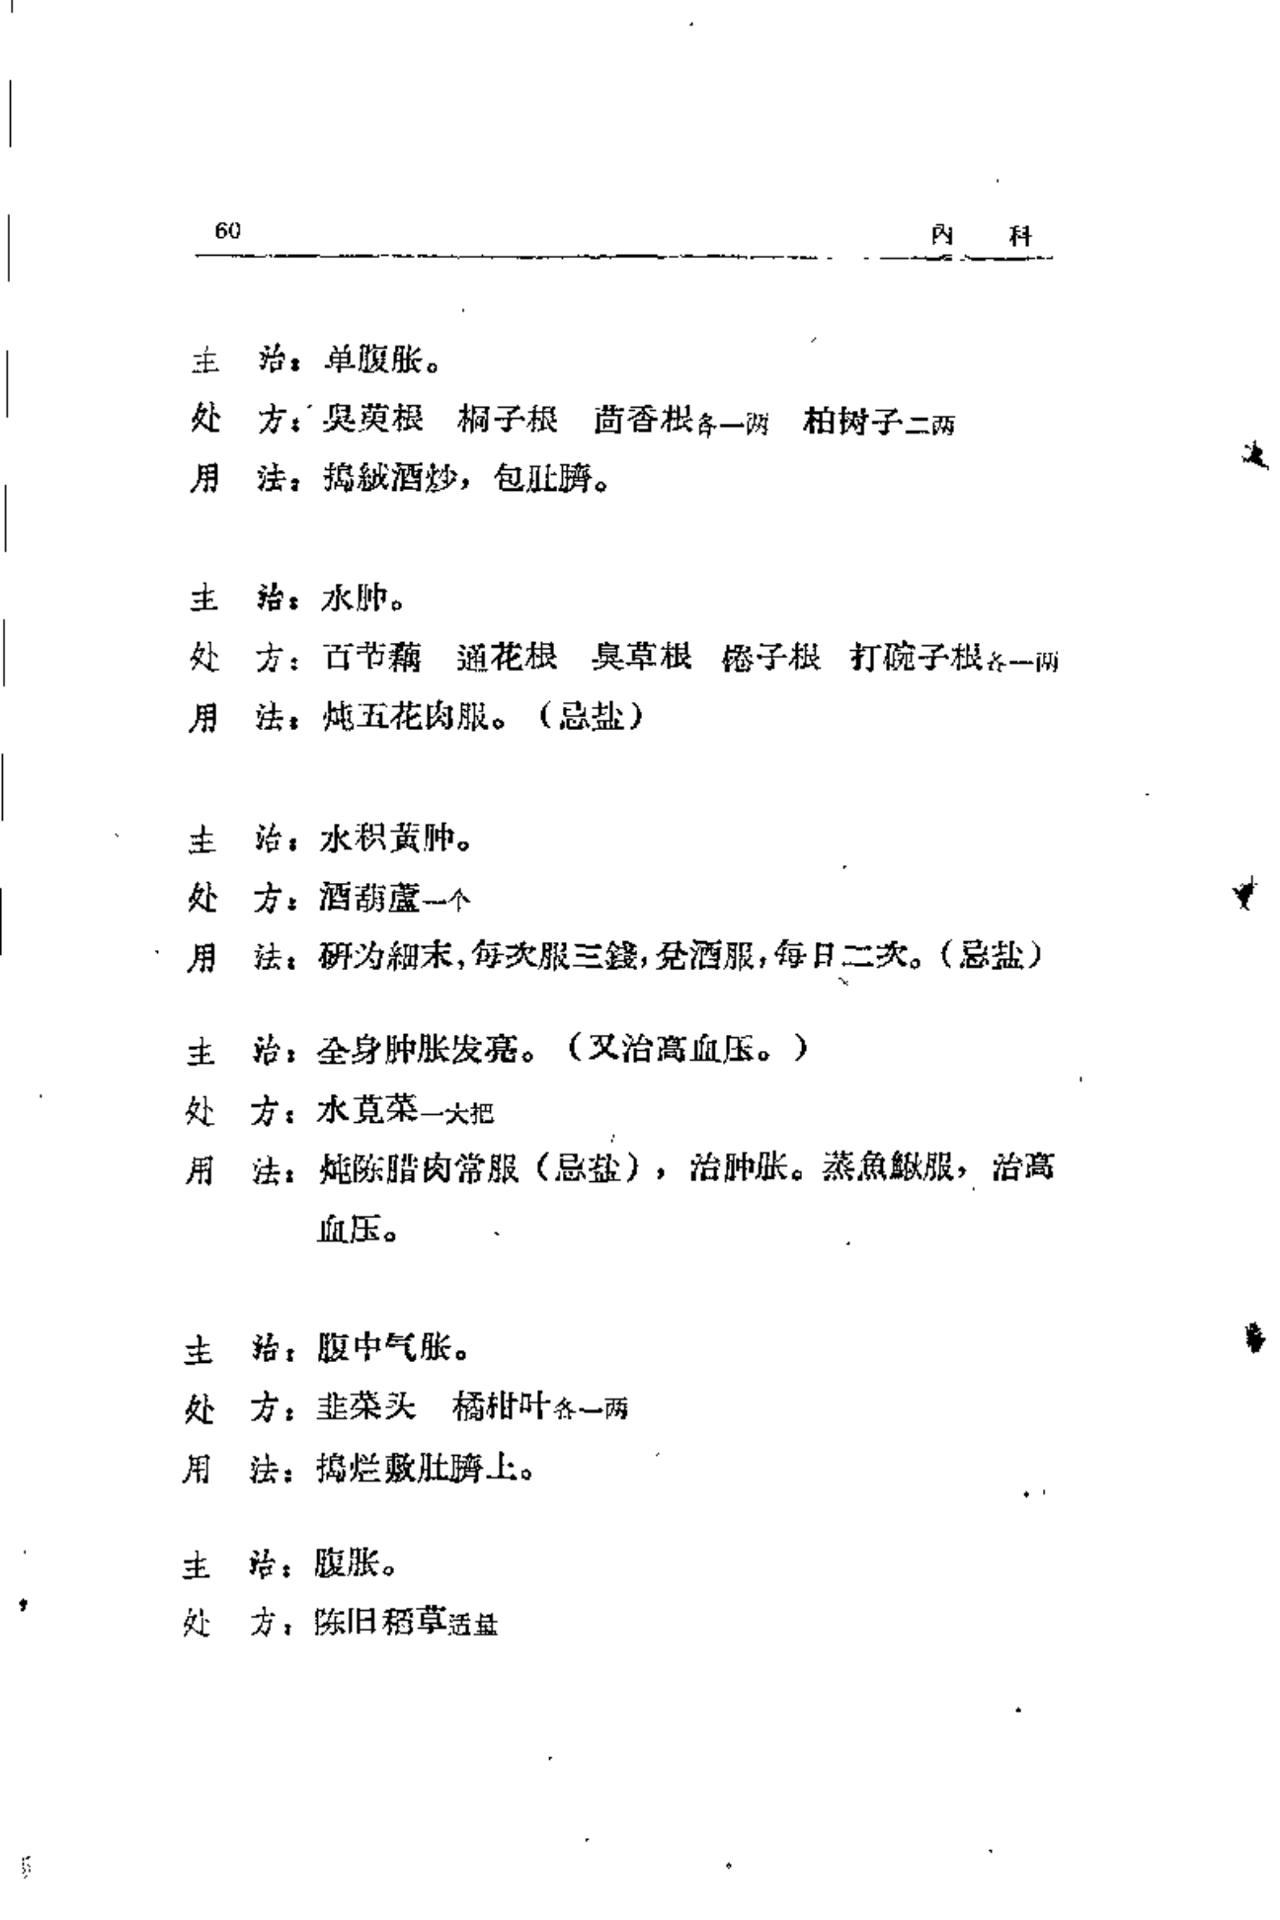 60 内 科
主 治：单腹胀。
处 方：臭萸根 桐子根 茴香根各一两 柏树子二两
用 法：搗絨酒炒，包肚臍。
主 治：水肿。
处 方：百节藕 通花根 臭草根 棬子根 打碗子根各一两
用 法：炖五花肉服。（忌盐）
主 治：水积黄肿。
处 方：酒葫蘆一个
用 法：研为細末，每次服三錢，兑酒服，每日二次。（忌盐）
主 治：全身肿胀发亮。（又治高血压。）
处 方：水莧菜一大把
用 法：炖陈腊肉常服（忌盐），治肿胀。蒸魚鰍服，治高
血压。
主 治：腹中气胀。
处 方：韭菜头 橘柑叶各一两
用 法：搗烂敷肚臍上。
主 治：腹胀。
处 方：陈旧稻草适量